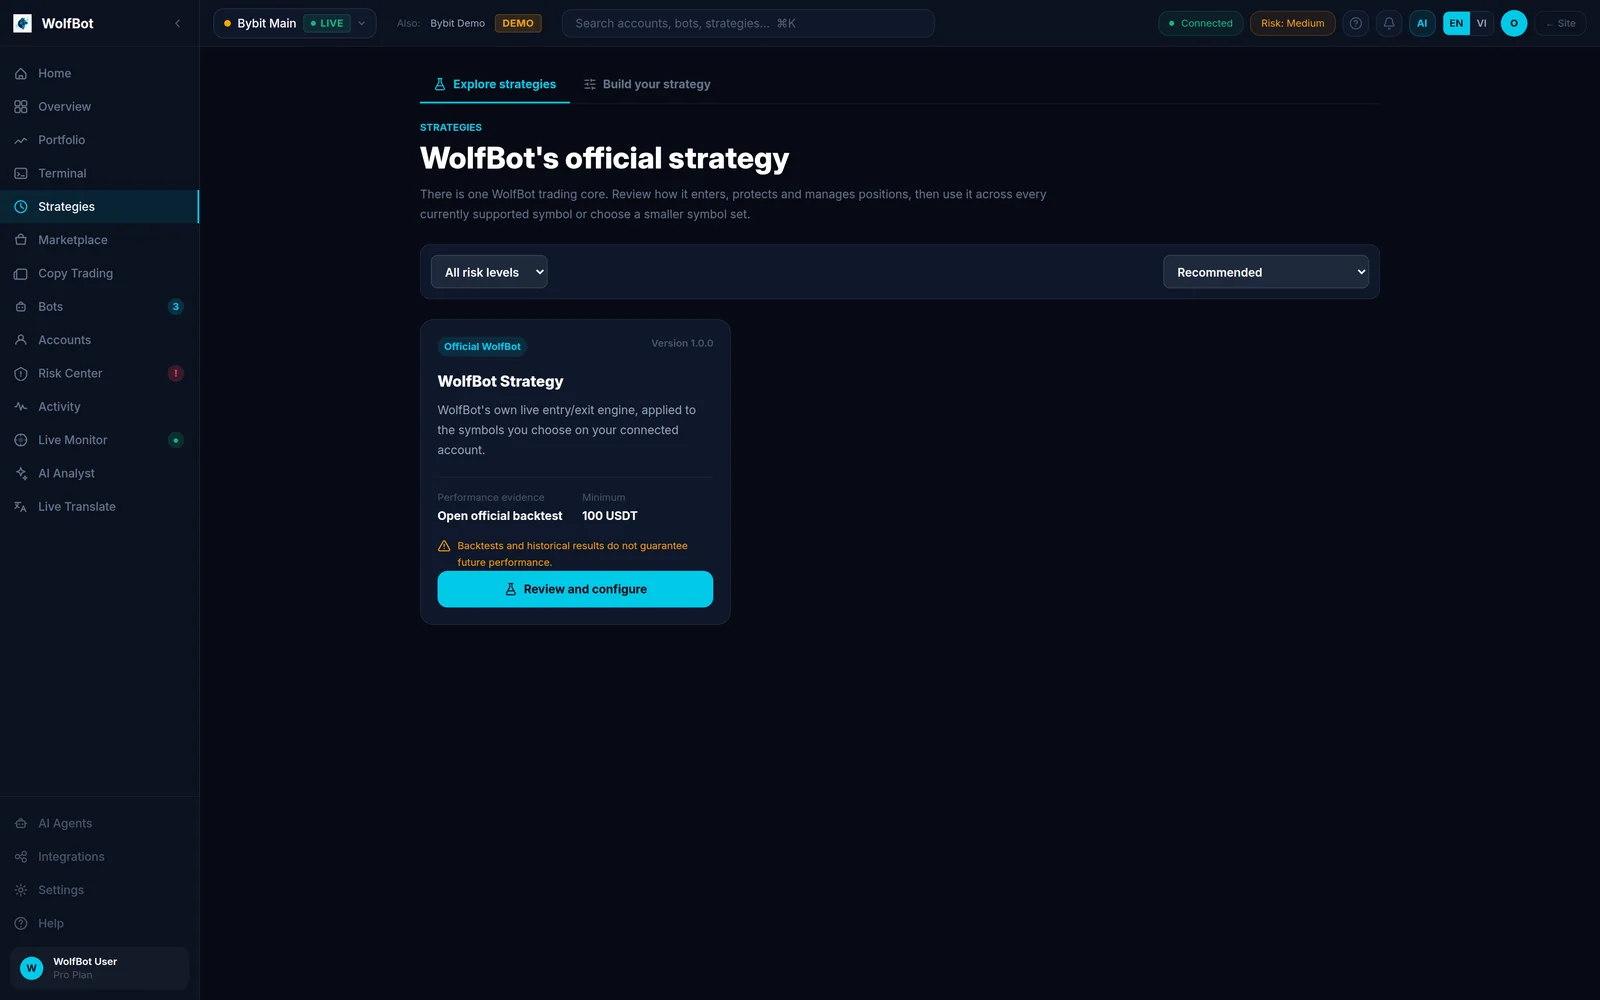 WolfBot
Bybit Main
LIVE
Also:
Bybit Demo
DEMO
Search accounts, bots, strategies... ⌘K
Connected
Risk: Medium
AI
EN
VI
O
← Site
Home
Overview
Portfolio
Terminal
Strategies
Marketplace
Copy Trading
Bots
3
Accounts
Risk Center
!
Activity
Live Monitor
AI Analyst
Live Translate
AI Agents
Integrations
Settings
Help
W
WolfBot User
Pro Plan
Explore strategies
Build your strategy
STRATEGIES
WolfBot's official strategy
There is one WolfBot trading core. Review how it enters, protects and manages positions, then use it across every
currently supported symbol or choose a smaller symbol set.
All risk levels
Recommended
Official WolfBot
Version 1.0.0
WolfBot Strategy
WolfBot's own live entry/exit engine, applied to
the symbols you choose on your connected
account.
Performance evidence
Minimum
Open official backtest
100 USDT
Backtests and historical results do not guarantee
future performance.
Review and configure